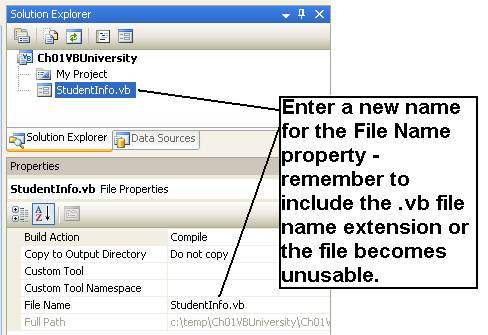 Solution Explorer
Ch01VBUniversity
My Project
StudentInfo.vb
Solution Explorer Data Sources
Properties
StudentInfo.vb File Properties
Build Action Compile
Copy to Output Directory Do not copy
Custom Tool
Custom Tool Namespace
File Name StudentInfo.vb
Full Path c:\temp\Ch01VBUniversity\Ch01V
Enter a new name
for the File Name
property -
remember to
include the .vb file
name extension or
the file becomes
unusable.